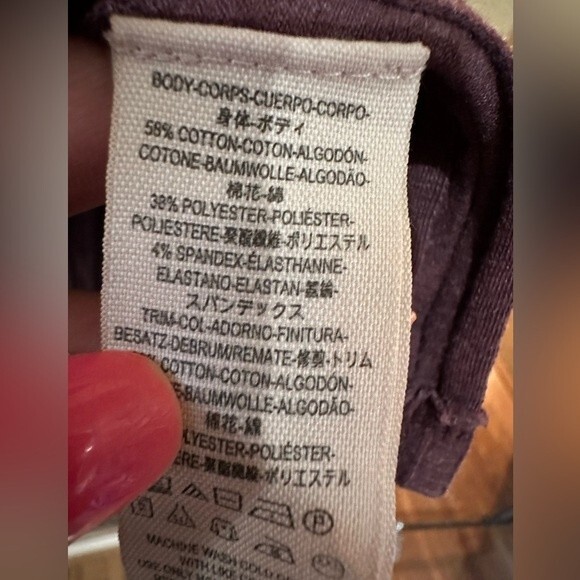 BODY-CORPS-CUERPO-CORPO-
身体-ボディ
58% COTTON-COTON-ALGODÓN-
COTONE-BAUMWOLLE-ALGODÃO-
棉花-綿
38% POLYESTER-POLIÉSTER-
POLIESTERE-聚酯纖維-ポリエステル
4% SPANDEX-ÉLASTHANNE-
ELASTANO-ELASTAN-氨綸-
スパンデックス
TRIM-COL-ADORNO-FINITURA-
BESATZ-DEBRUM/REMATE-修剪-トリム
COTTON-COTON-ALGODÓN-
-BAUMWOLLE-ALGODÃO-
棉花-綿
POLYESTER-POLIÉSTER-
STERE-聚酯纖維-ポリエステル
MACHINE WASH COLD
WITH LIKE